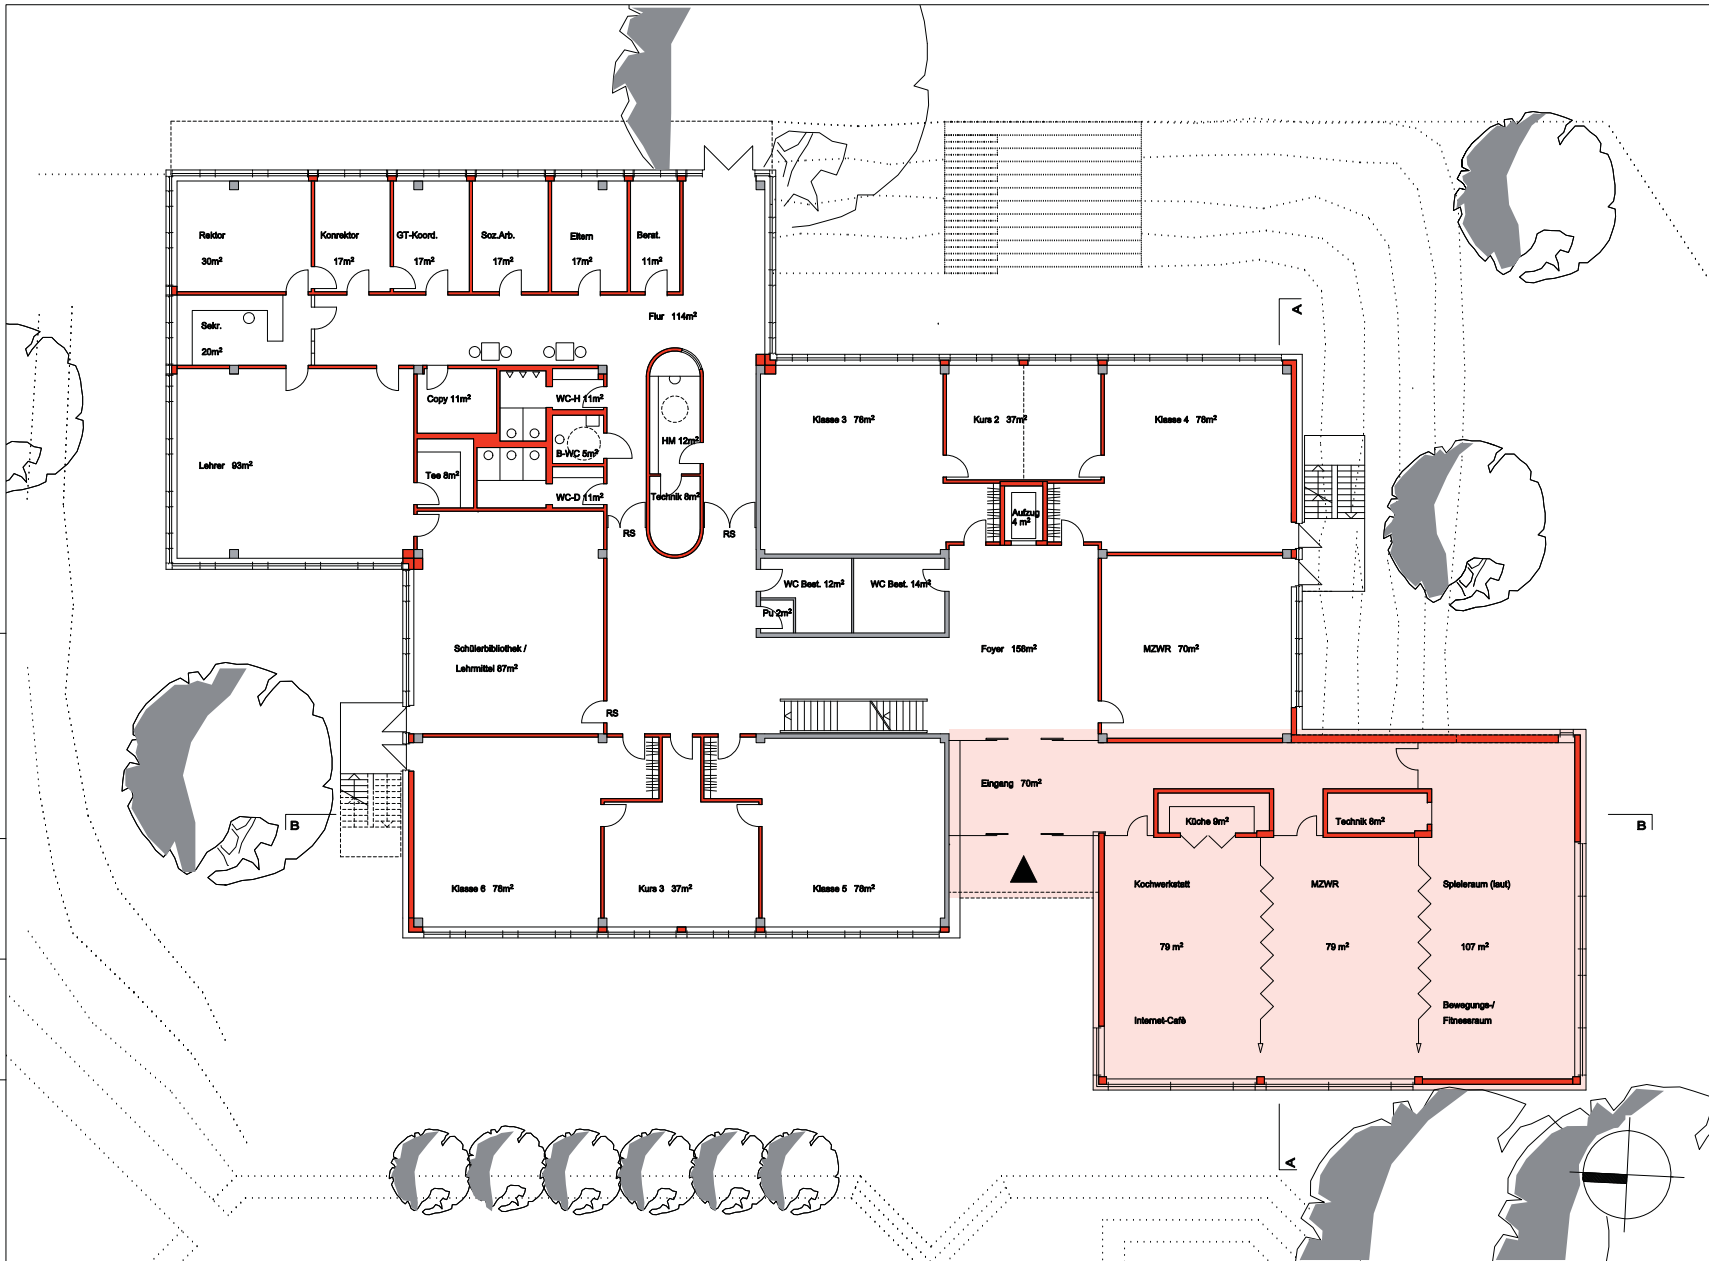 Rektor
30m²
Konrektor
17m²
GT-Koord.
17m²
Soz.Arb.
17m²
Eltern
17m²
Berat.
11m²
Sekr.
20m²
Flur 114m²
A
Copy 11m²
WC-H 11m²
Klasse 3 78m²
Kurs 2 37m²
Klasse 4 78m²
Lehrer 93m²
Tee 8m²
B-WC 5m²
HM 12m²
WC-D 11m²
Technik 8m²
Aufzug
4 m²
RS
RS
WC Best. 12m²
WC Best. 14m²
Pu 2m²
Schülerbibliothek /
Lehrmittel 87m²
Foyer 158m²
MZWR 70m²
RS
Eingang 70m²
B
Küche 9m²
Technik 6m²
B
Klasse 6 78m²
Kurs 3 37m²
Klasse 5 78m²
Kochwerkstatt
MZWR
Spieleraum (laut)
79 m²
79 m²
107 m²
Internet-Cafè
Bewegungs-/
Fitnessraum
A